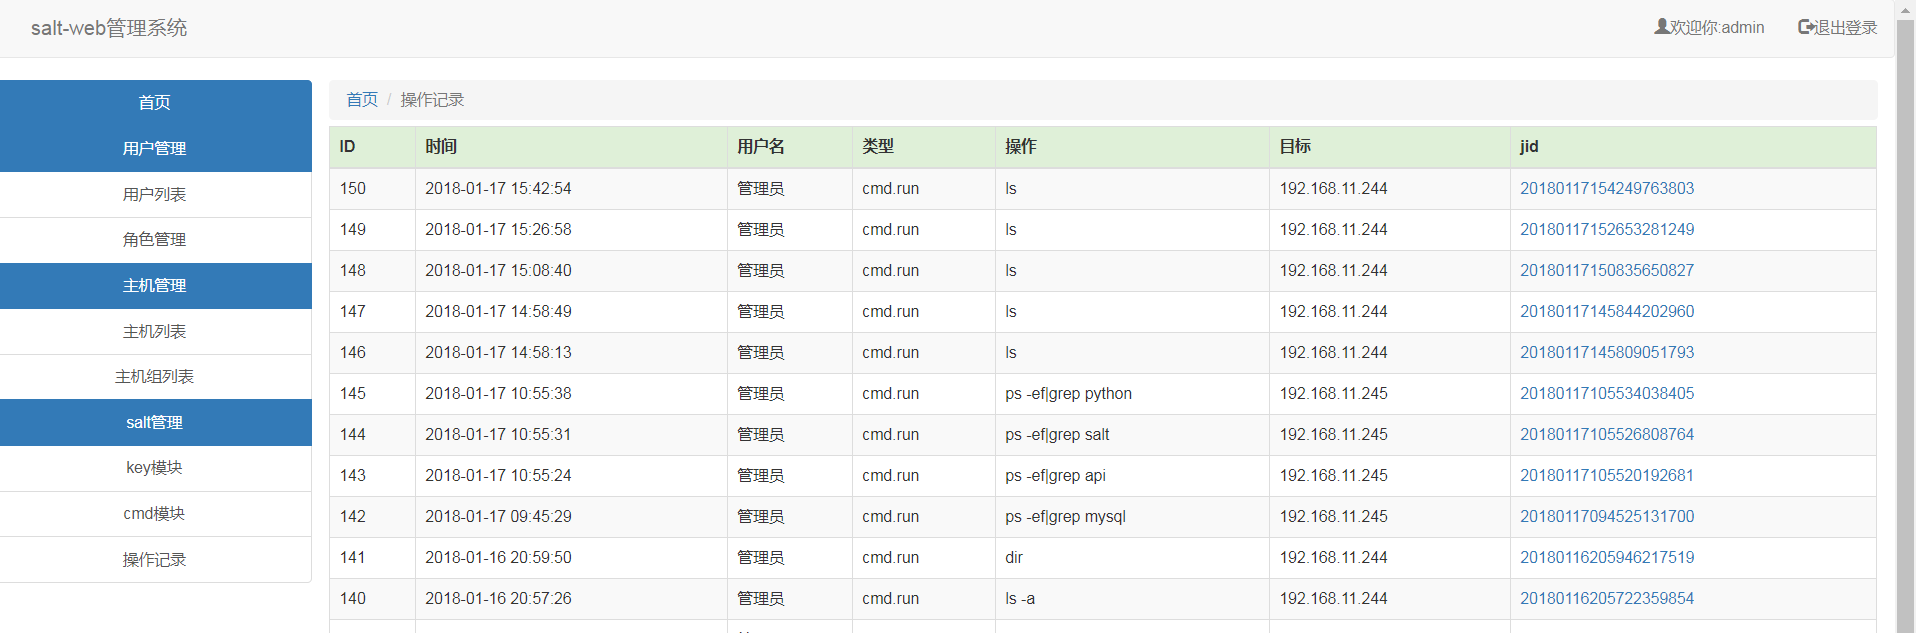 salt-web管理系统
欢迎你:admin 退出登录
首页
用户管理
用户列表
角色管理
主机管理
主机列表
主机组列表
salt管理
key模块
cmd模块
操作记录
首页 / 操作记录
ID 时间 用户名 类型 操作 目标 jid
150 2018-01-17 15:42:54 管理员 cmd.run ls 192.168.11.244 20180117154249763803
149 2018-01-17 15:26:58 管理员 cmd.run ls 192.168.11.244 20180117152653281249
148 2018-01-17 15:08:40 管理员 cmd.run ls 192.168.11.244 20180117150835650827
147 2018-01-17 14:58:49 管理员 cmd.run ls 192.168.11.244 20180117145844202960
146 2018-01-17 14:58:13 管理员 cmd.run ls 192.168.11.244 20180117145809051793
145 2018-01-17 10:55:38 管理员 cmd.run ps -ef|grep python 192.168.11.245 20180117105534038405
144 2018-01-17 10:55:31 管理员 cmd.run ps -ef|grep salt 192.168.11.245 20180117105526808764
143 2018-01-17 10:55:24 管理员 cmd.run ps -ef|grep api 192.168.11.245 20180117105520192681
142 2018-01-17 09:45:29 管理员 cmd.run ps -ef|grep mysql 192.168.11.245 20180117094525131700
141 2018-01-16 20:59:50 管理员 cmd.run dir 192.168.11.244 20180116205946217519
140 2018-01-16 20:57:26 管理员 cmd.run ls -a 192.168.11.244 20180116205722359854